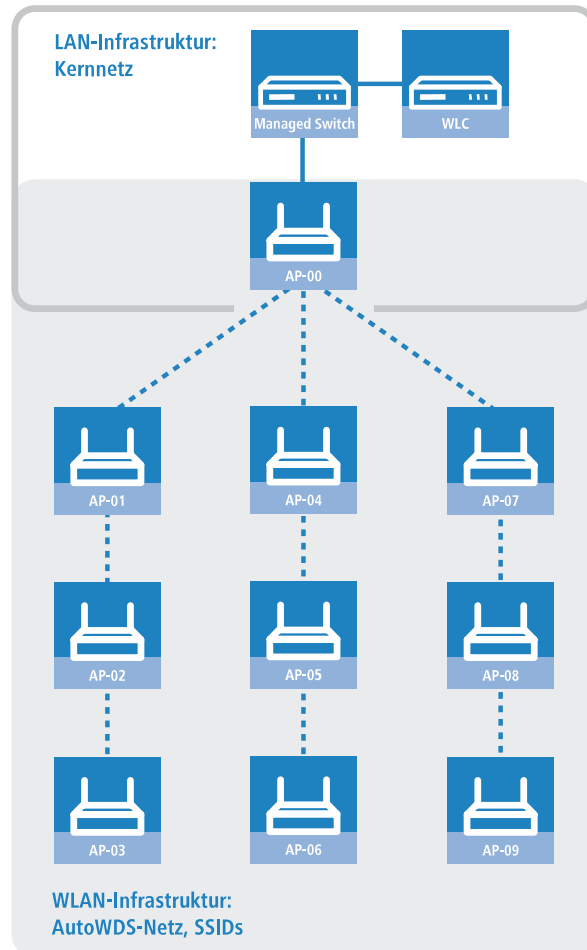 LAN-Infrastruktur:
Kernnetz
Managed Switch
WLC
AP-00
AP-01
AP-04
AP-07
AP-02
AP-05
AP-08
AP-03
AP-06
AP-09
WLAN-Infrastruktur:
AutoWDS-Netz, SSIDs